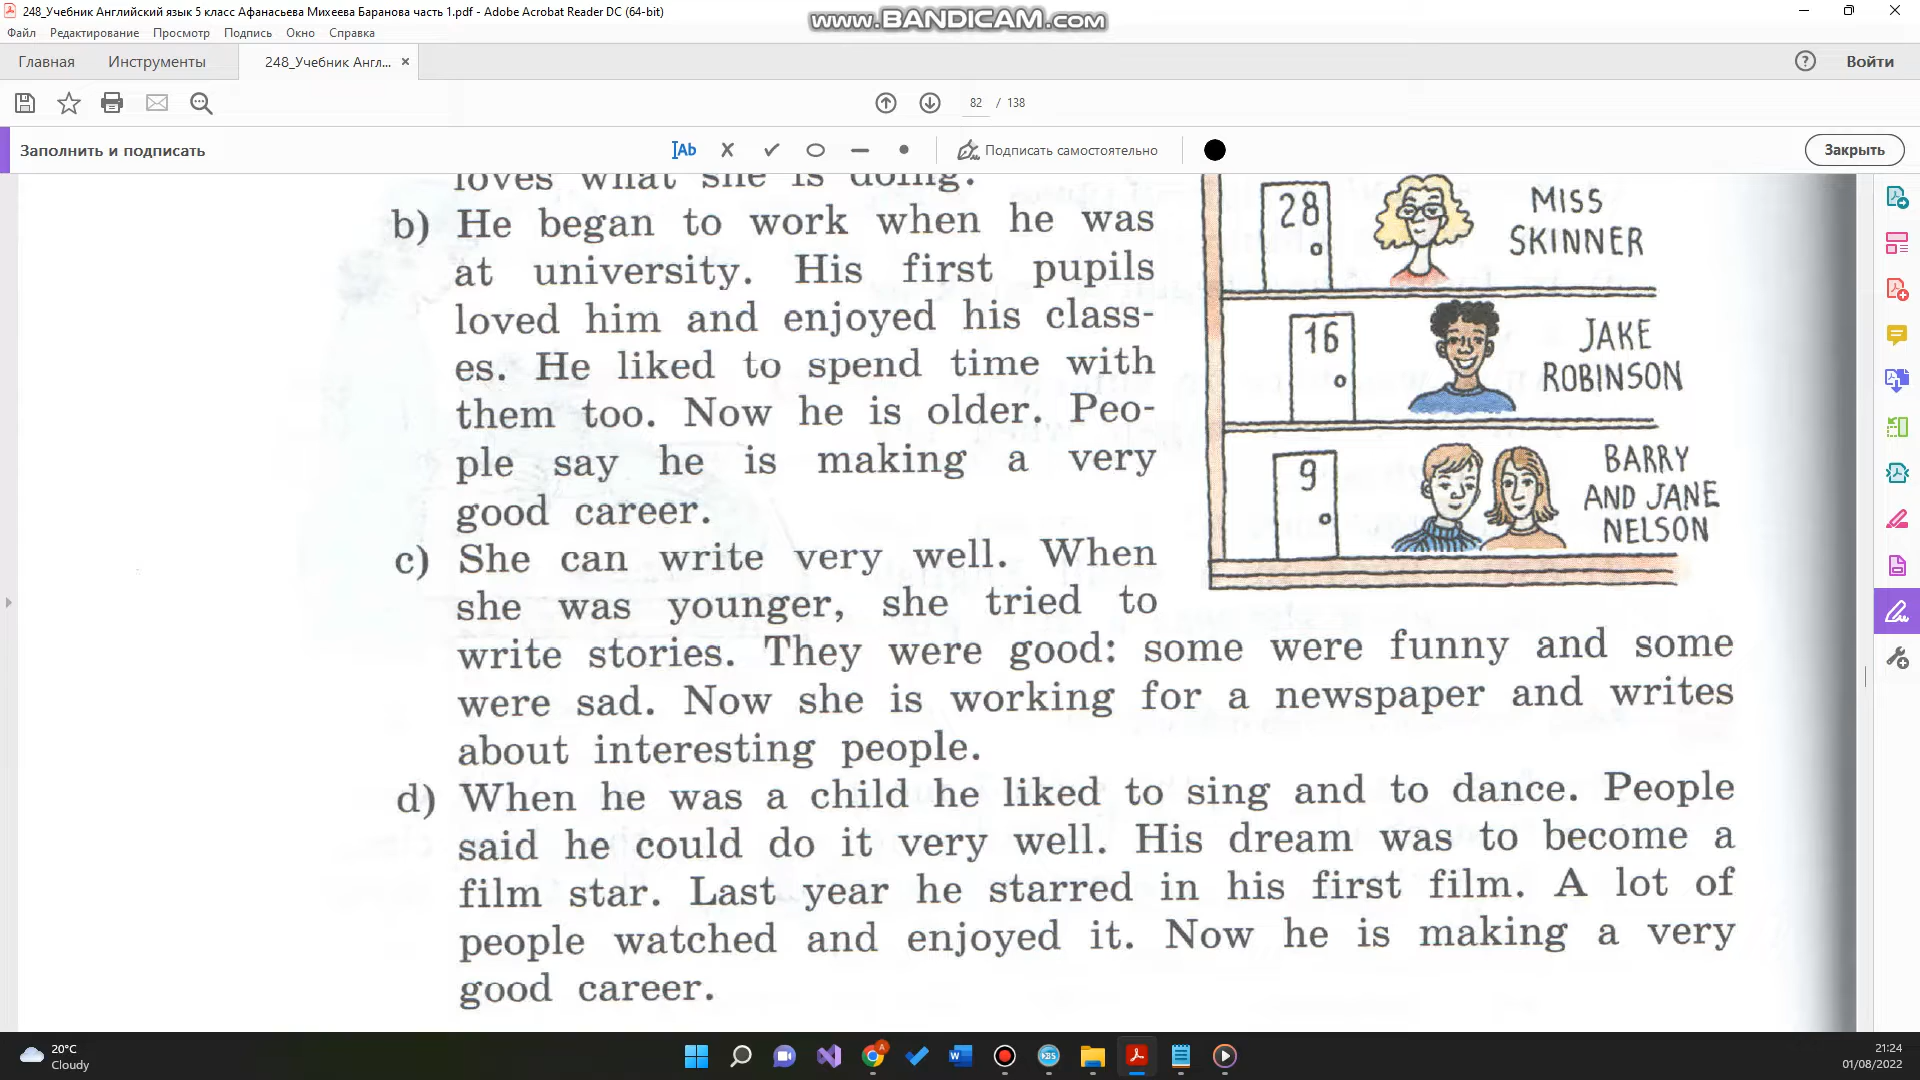 248_Учебник Английский язык 5 класс Афанасьева Михеева Баранова часть 1.pdf - Adobe Acrobat Reader DC (64-bit)
www.BANDICAM.com
Файл Редактирование Просмотр Подпись Окно Справка
Главная Инструменты 248_Учебник Англ... × Войти
82 / 138
Заполнить и подписать Ab Подписать самостоятельно Закрыть
loves what she is doing.
b) He began to work when he was
at university. His first pupils
loved him and enjoyed his class-
es. He liked to spend time with
them too. Now he is older. Peo-
ple say he is making a very
good career.
28
MISS
SKINNER
16
JAKE
ROBINSON
9
BARRY
AND JANE
NELSON
c) She can write very well. When
she was younger, she tried to
write stories. They were good: some were funny and some
were sad. Now she is working for a newspaper and writes
about interesting people.
d) When he was a child he liked to sing and to dance. People
said he could do it very well. His dream was to become a
film star. Last year he starred in his first film. A lot of
people watched and enjoyed it. Now he is making a very
good career.
20°C
Cloudy
21:24
01/08/2022